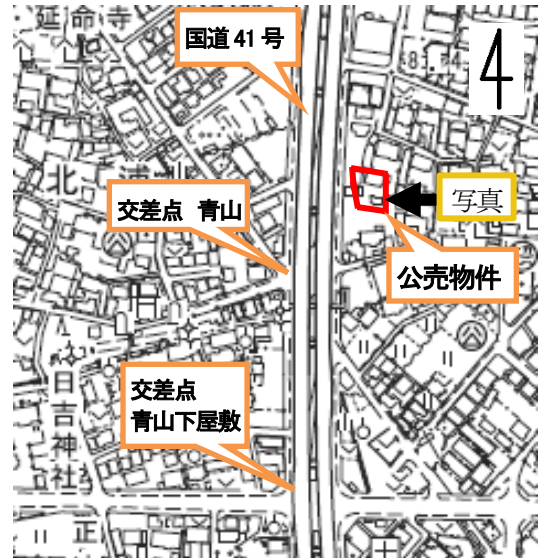 延命寺
国道 41 号
北浦
交差点 青山
写真
公売物件
交差点
青山下屋敷
日吉神社
正